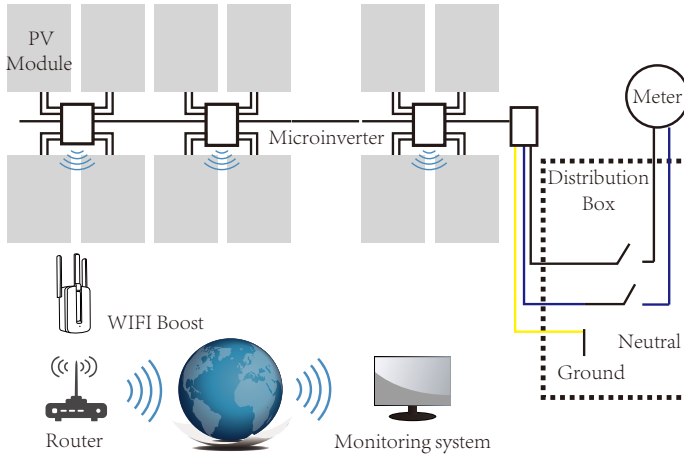 PV
Module
Meter
Microinverter
Distribution
Box
WIFI Boost
Neutral
Ground
Router
Monitoring system